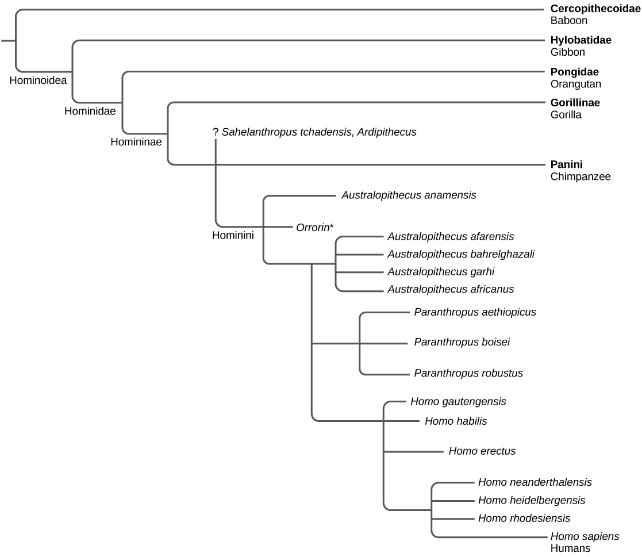 Cercopithecoidae
Baboon
Hylobatidae
Gibbon
Hominoidea
Pongidae
Orangutan
Hominidae
Gorillinae
Gorilla
? Sahelanthropus tchadensis, Ardipithecus
Homininae
Panini
Chimpanzee
Australopithecus anamensis
Orrorin*
Hominini
Australopithecus afarensis
Australopithecus bahrelghazali
Australopithecus garhi
Australopithecus africanus
Paranthropus aethiopicus
Paranthropus boisei
Paranthropus robustus
Homo gautengensis
Homo habilis
Homo erectus
Homo neanderthalensis
Homo heidelbergensis
Homo rhodesiensis
Homo sapiens
Humans